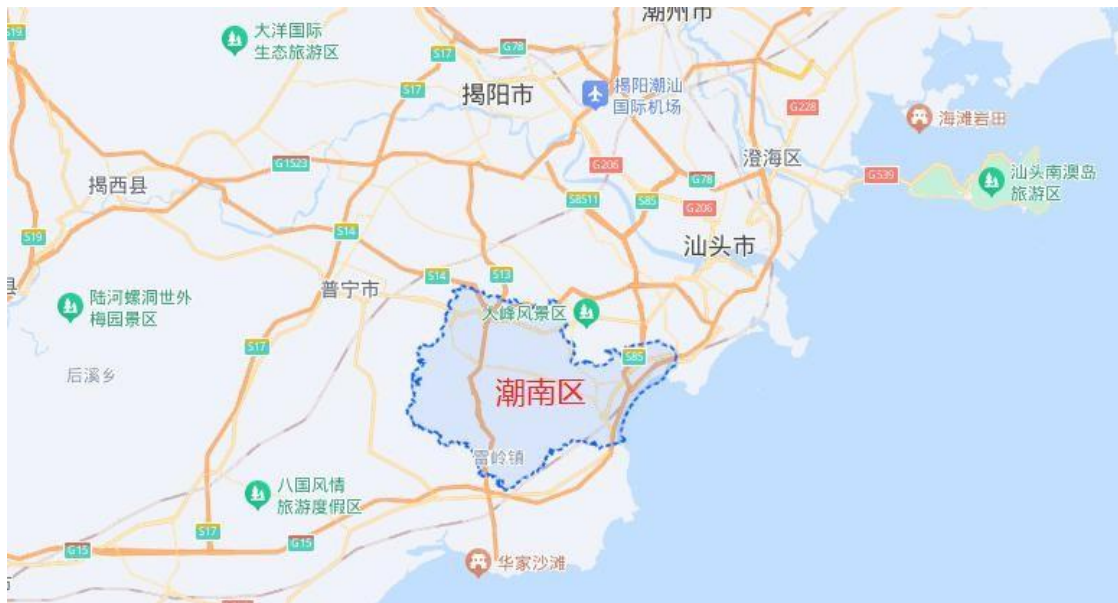 潮州市
S19
大洋国际
生态旅游区
S17
G78
S17
揭阳市
揭阳潮汕
国际机场
G228
海滩岩田
G1523
G206
澄海区
揭西县
G78
G539
汕头南澳岛
旅游区
S8511
S85
G206
S19
S14
汕头市
县
S14
S13
普宁市
陆河螺洞世外
梅园景区
大峰风景区
S17
S85
后溪乡
潮南区
雷岭镇
八国风情
旅游度假区
S17
G15
G15
华家沙滩
市
G228